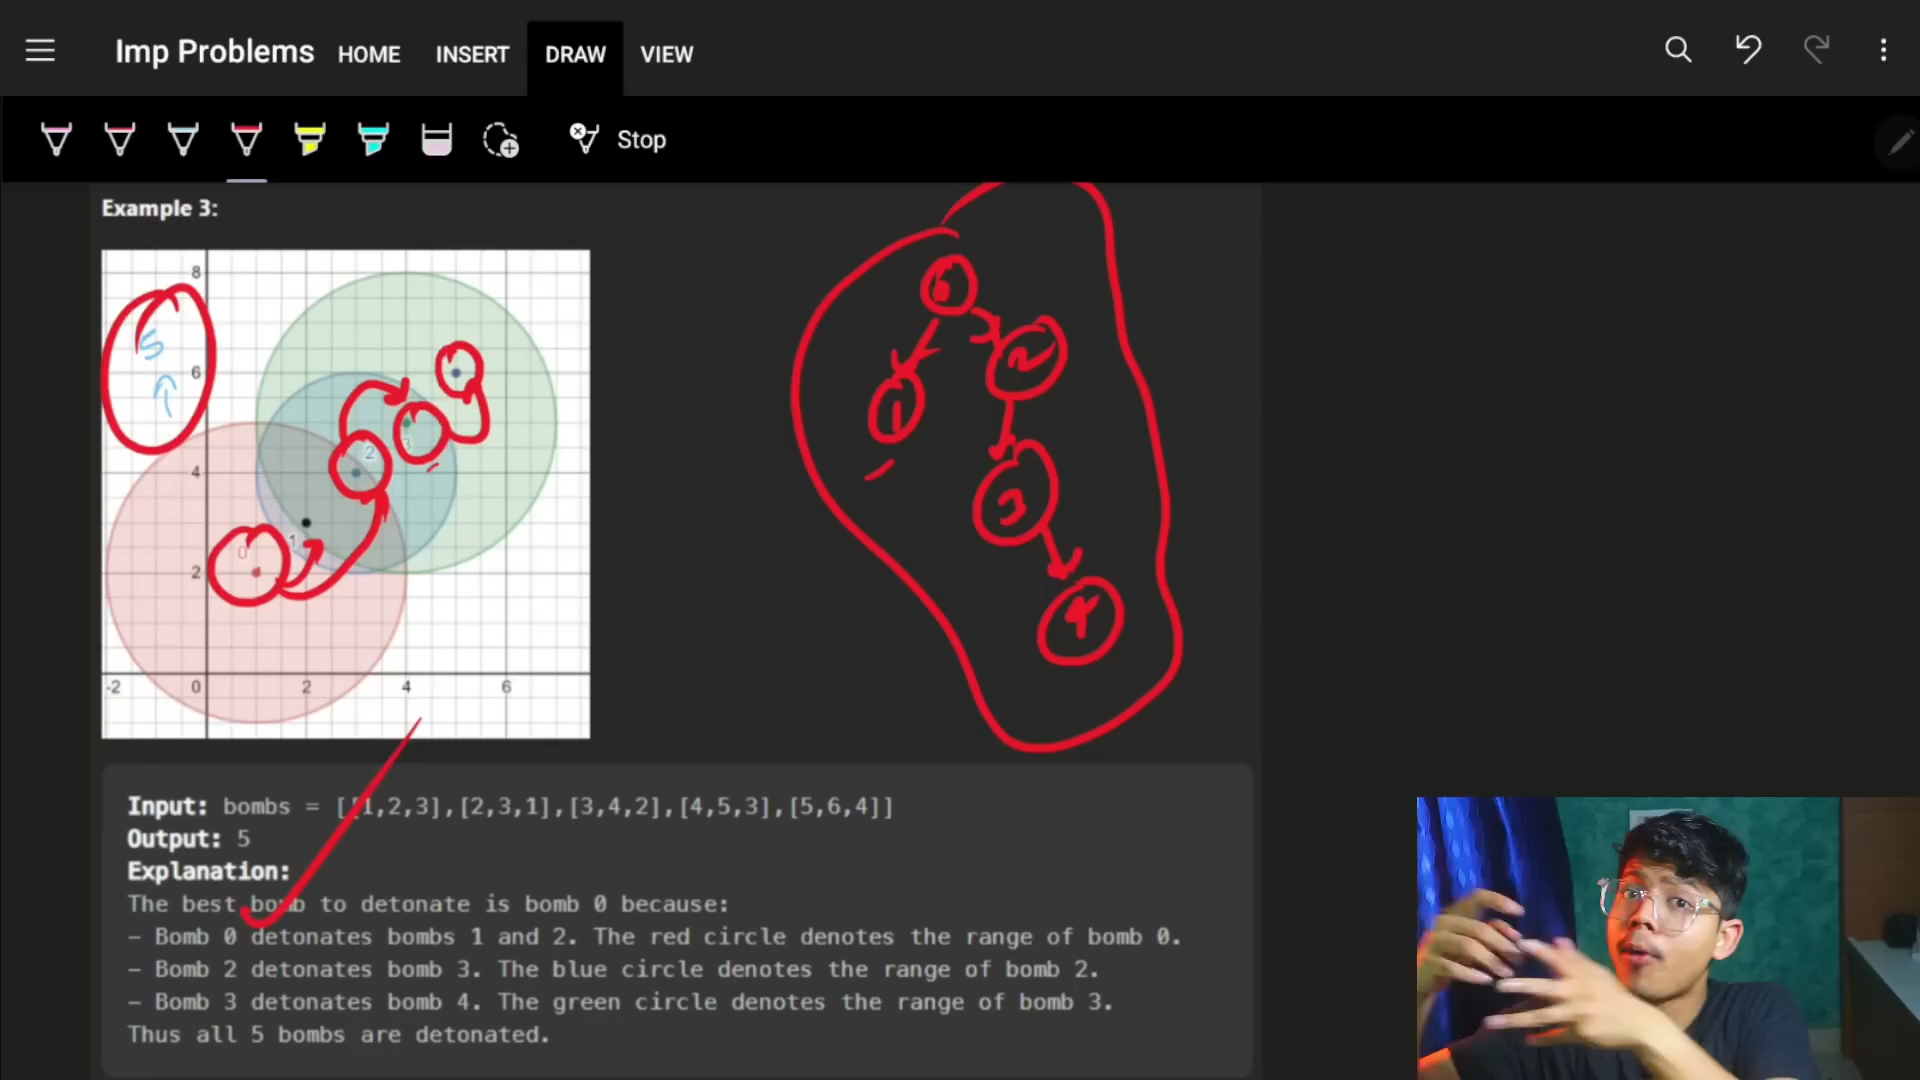 Imp Problems HOME INSERT DRAW VIEW
Stop
Example 3:
8
6
4
2
-2 0 2 4 6
5
0
1
2
3
0
1
2
3
4
Input: bombs = [[1,2,3],[2,3,1],[3,4,2],[4,5,3],[5,6,4]]
Output: 5
Explanation:
The best bomb to detonate is bomb 0 because:
- Bomb 0 detonates bombs 1 and 2. The red circle denotes the range of bomb 0.
- Bomb 2 detonates bomb 3. The blue circle denotes the range of bomb 2.
- Bomb 3 detonates bomb 4. The green circle denotes the range of bomb 3.
Thus all 5 bombs are detonated.